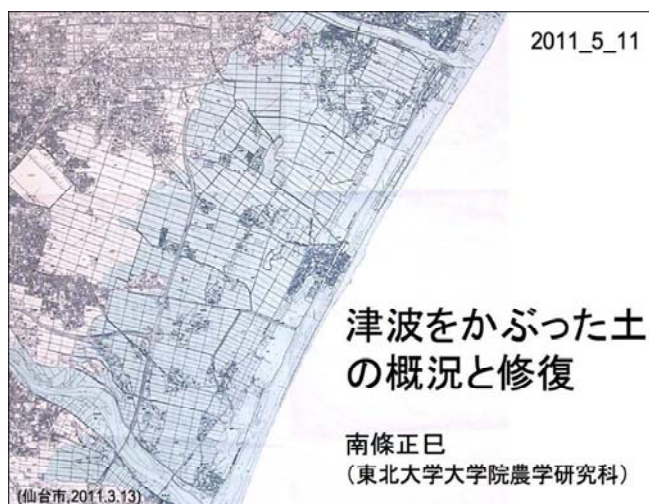 2011_5_11
津波をかぶった土
の概況と修復
南條正巳
(東北大学大学院農学研究科)
(仙台市,2011.3.13)